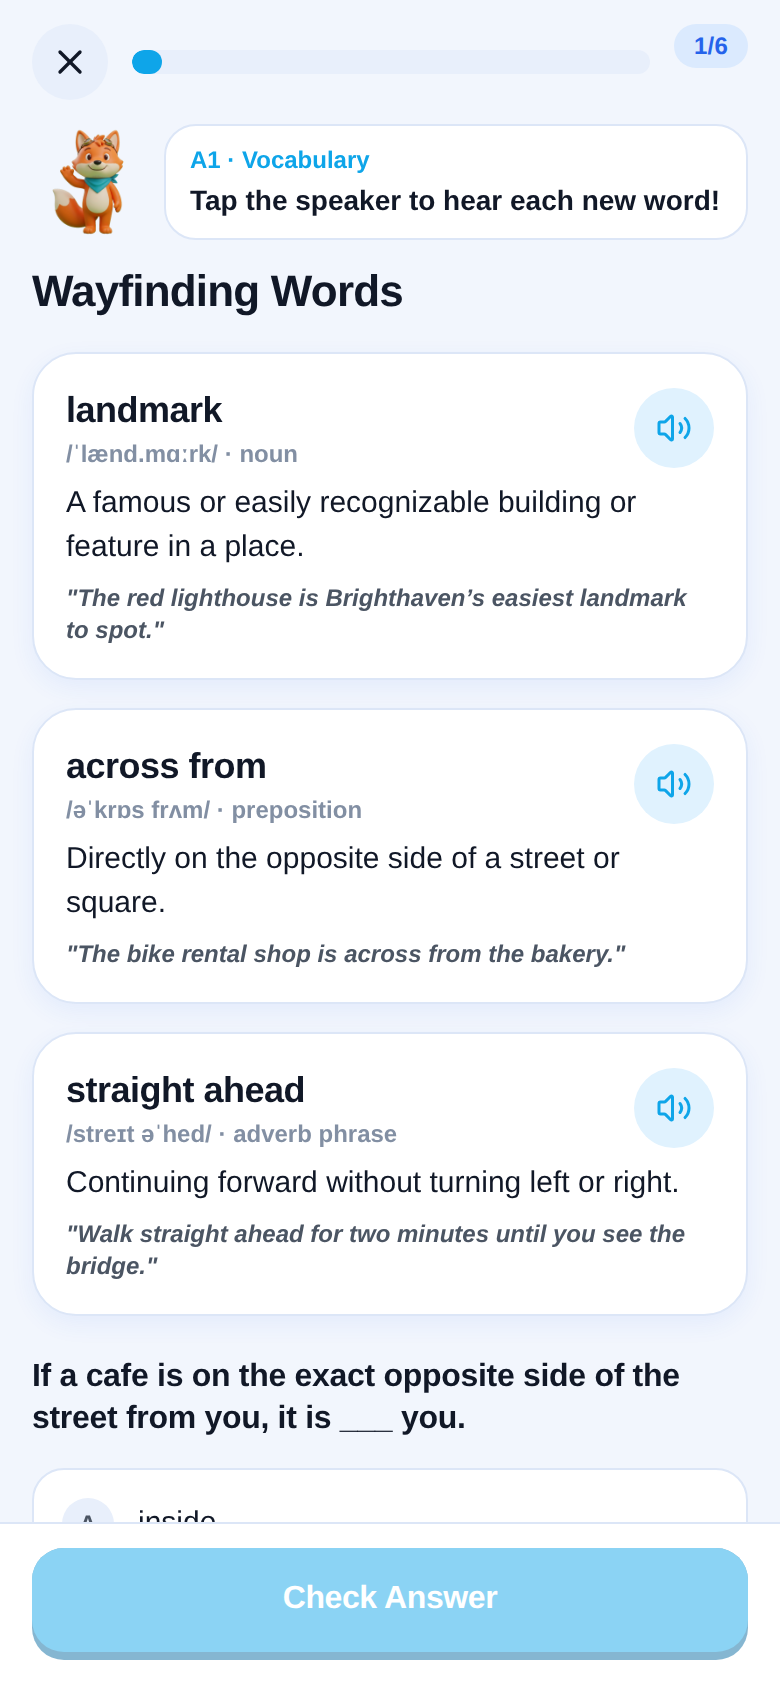 1/6
A1 · Vocabulary
Tap the speaker to hear each new word!
Wayfinding Words
landmark
/ˈlænd.mɑːrk/ · noun
A famous or easily recognizable building or
feature in a place.
"The red lighthouse is Brighthaven’s easiest landmark
to spot."
across from
/əˈkrɒs frʌm/ · preposition
Directly on the opposite side of a street or
square.
"The bike rental shop is across from the bakery."
straight ahead
/streɪt əˈhed/ · adverb phrase
Continuing forward without turning left or right.
"Walk straight ahead for two minutes until you see the
bridge."
If a cafe is on the exact opposite side of the
street from you, it is ___ you.
A inside
Check Answer